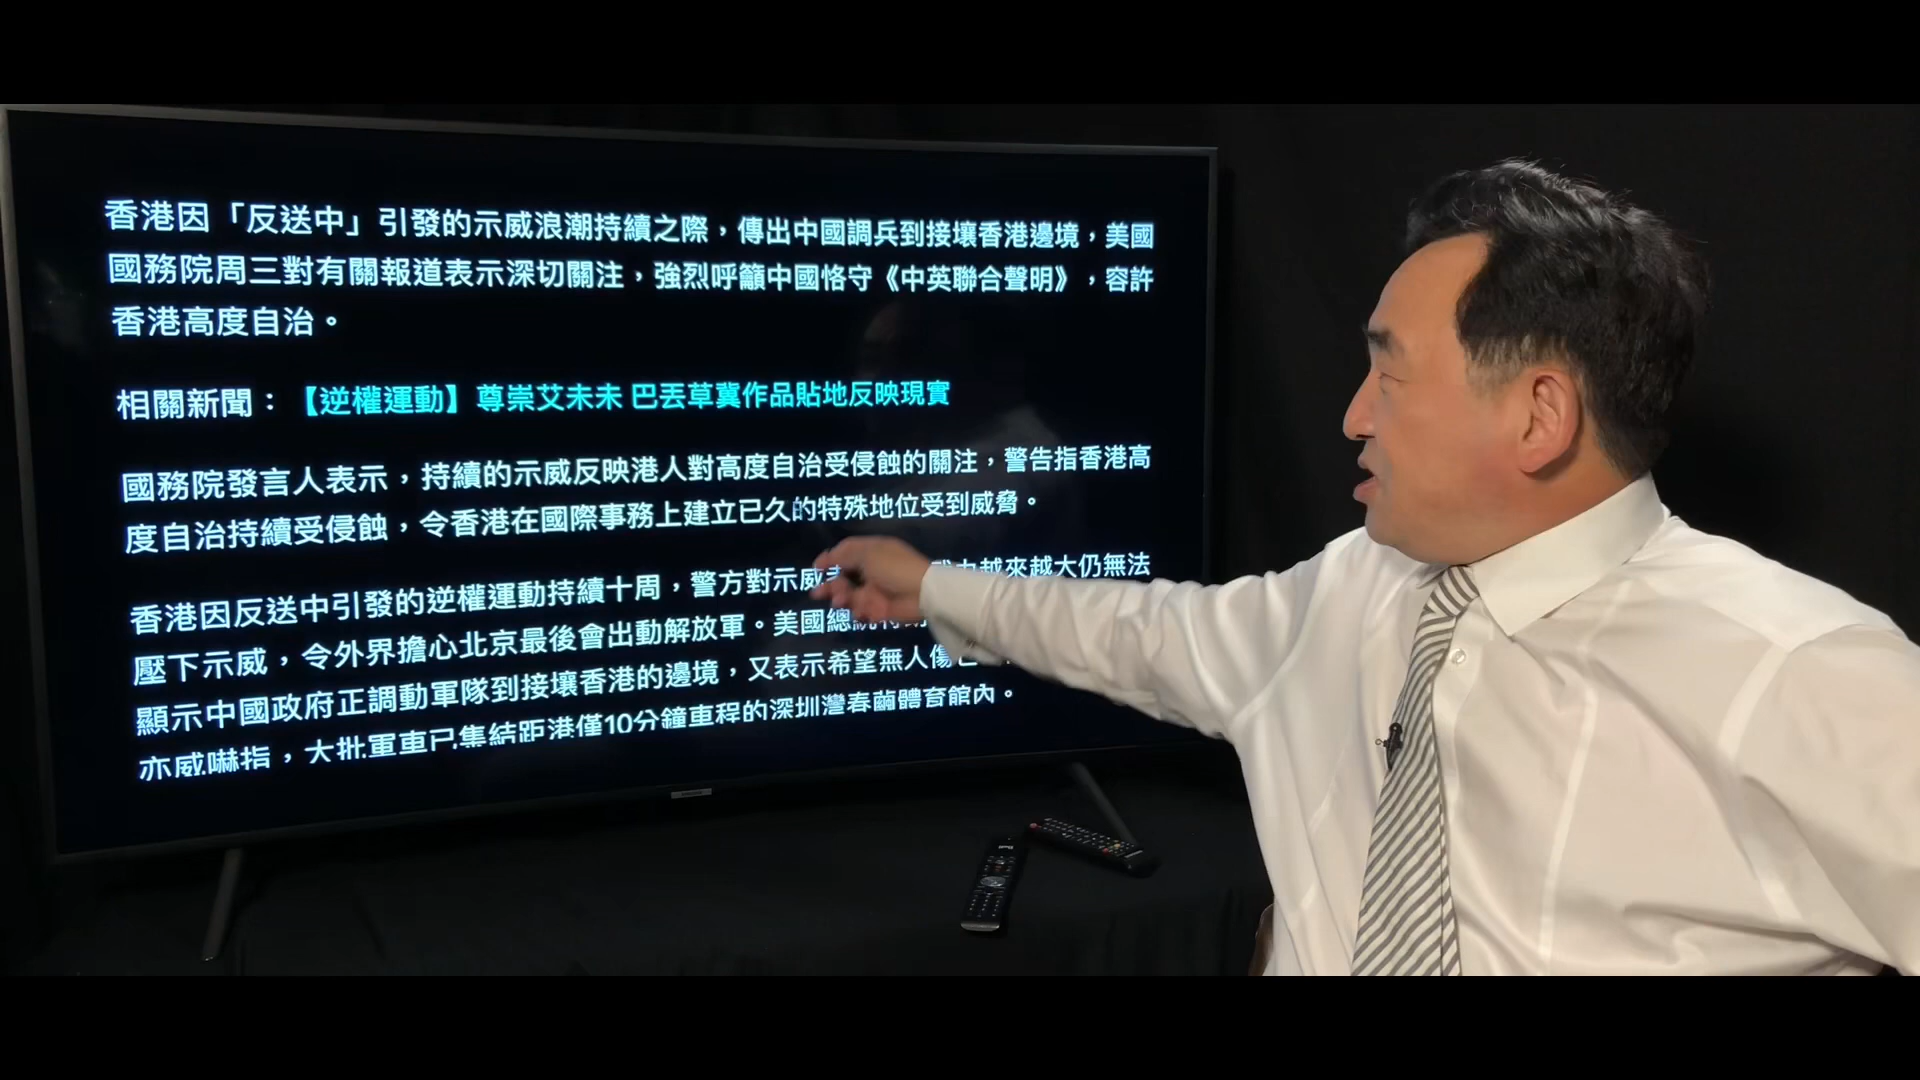 香港因「反送中」引發的示威浪潮持續之際，傳出中國調兵到接壤香港邊境，美國
國務院周三對有關報道表示深切關注，強烈呼籲中國恪守《中英聯合聲明》，容許
香港高度自治。
相關新聞：【逆權運動】尊崇艾未未 巴丟草冀作品貼地反映現實
國務院發言人表示，持續的示威反映港人對高度自治受侵蝕的關注，警告指香港高
度自治持續受侵蝕，令香港在國際事務上建立已久的特殊地位受到威脅。
香港因反送中引發的逆權運動持續十周，警方對示威 越來越大仍無法
壓下示威，令外界擔心北京最後會出動解放軍。美國總統
顯示中國政府正調動軍隊到接壤香港的邊境，又表示希望無人傷
亦威嚇指，大批軍車已集結距港僅10分鐘車程的深圳灣春繭體育館內。